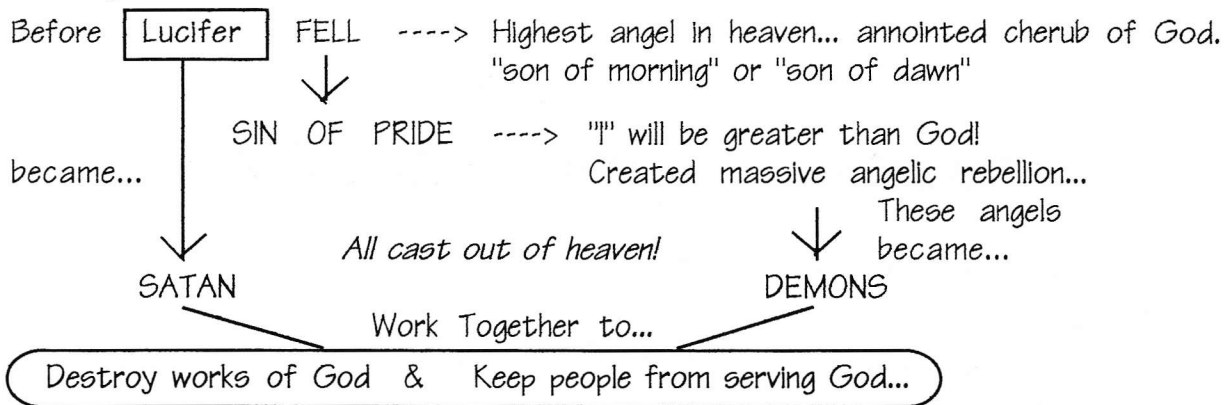 Before Lucifer FELL ----> Highest angel in heaven... annointed cherub of God.
"son of morning" or "son of dawn"
SIN OF PRIDE ----> "I" will be greater than God!
became... Created massive angelic rebellion...
These angels
All cast out of heaven! became...
SATAN DEMONS
Work Together to...
Destroy works of God & Keep people from serving God...